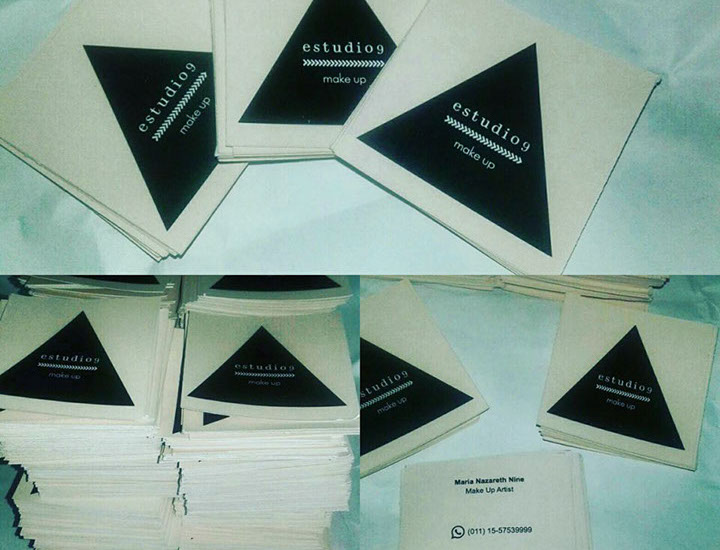 estudio9
make up
estudio9
make up
estudio9
make up
estudio9
make up
estudio9
make up
studio9
make up
estudio9
make up
Maria Nazareth Nine
Make Up Artist
(011) 15-57539999